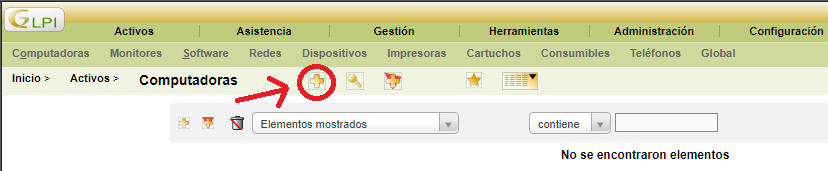 GLPI
Activos Asistencia Gestión Herramientas Administración Configuración
Computadoras Monitores Software Redes Dispositivos Impresoras Cartuchos Consumibles Teléfonos Global
Inicio > Activos > Computadoras
Elementos mostrados contiene
No se encontraron elementos